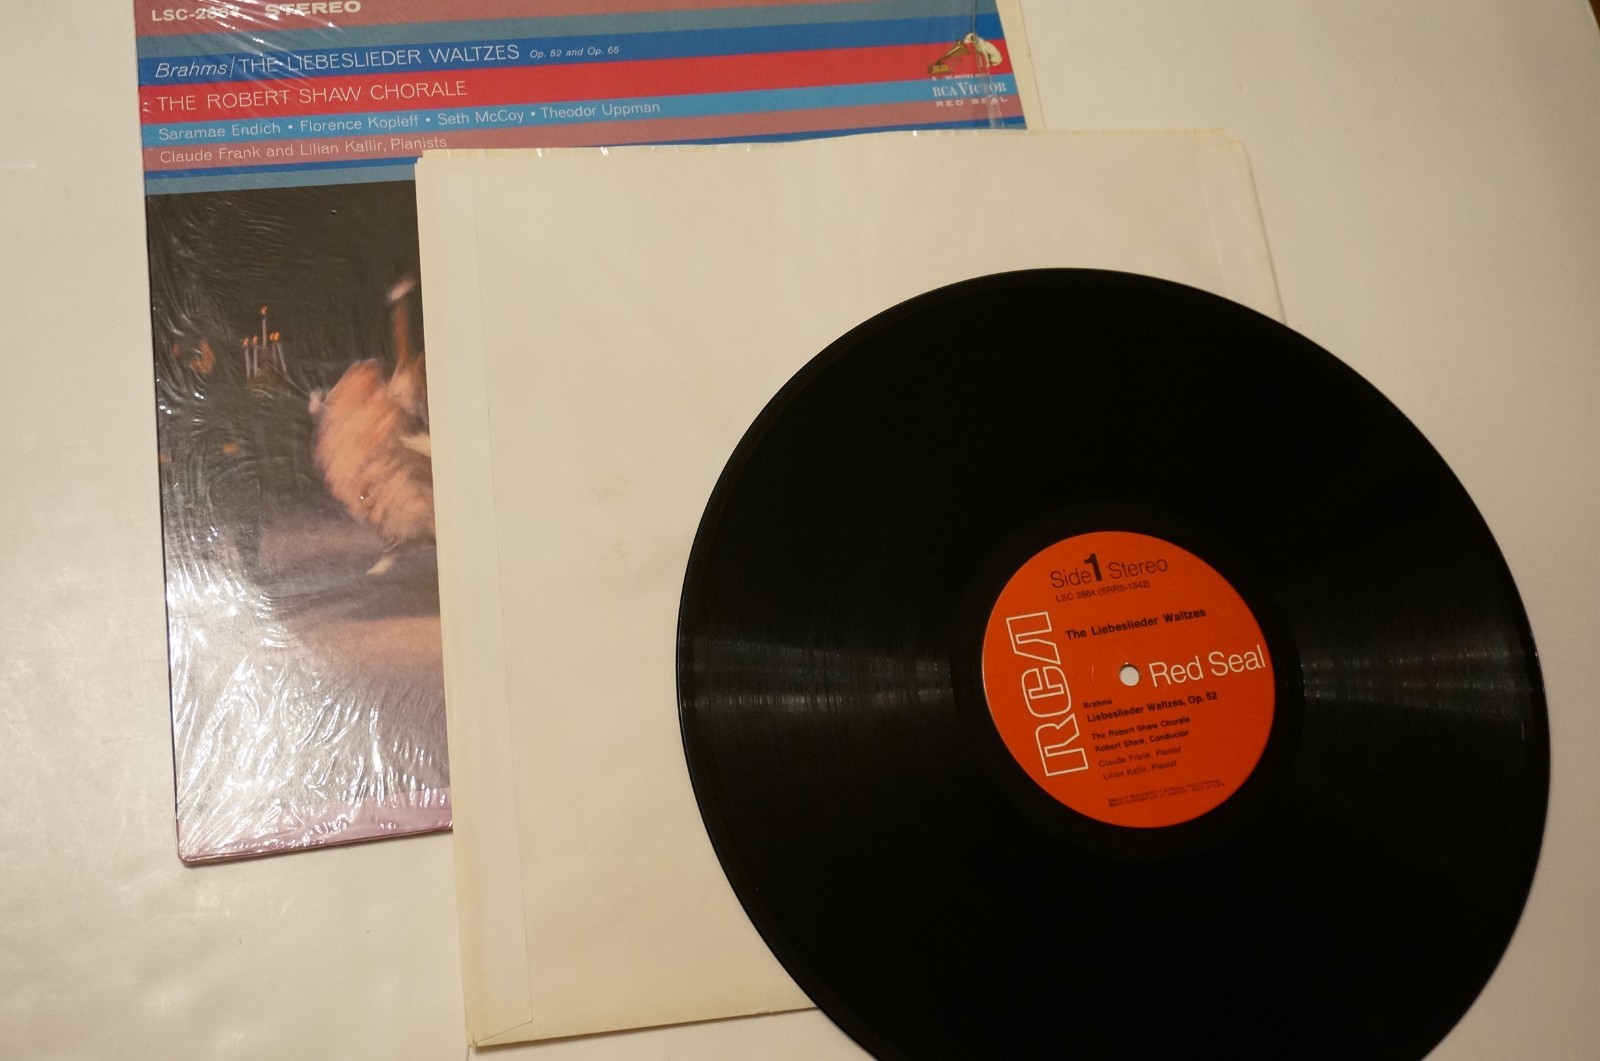 LSC-2864 STEREO
Brahms/THE LIEBESLIEDER WALTZES Op. 52 and Op. 65
THE ROBERT SHAW CHORALE
Saramae Endich • Florence Kopleff • Seth McCoy • Theodor Uppman
Claude Frank and Lilian Kallir, Pianists
RCA VICTOR
RED SEAL
Side 1 Stereo
LSC 2864 (SRRS-1342)
The Liebeslieder Waltzes
RCA
Red Seal
Brahms
Liebeslieder Waltzes, Op. 52
The Robert Shaw Chorale
Robert Shaw, Conductor
Claude Frank, Pianist
Lilian Kallir, Pianist